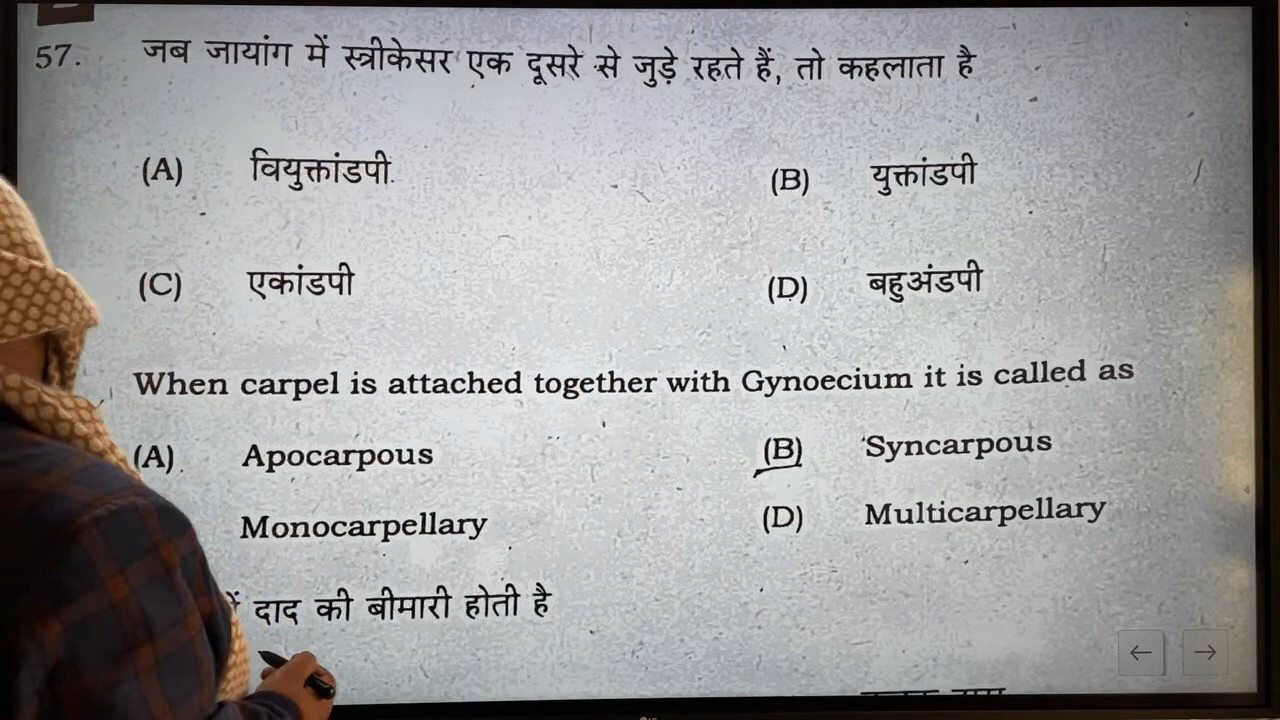 57. जब जायांग में स्त्रीकेसर एक दूसरे से जुड़े रहते हैं, तो कहलाता है
(A) वियुक्तांडपी (B) युक्तांडपी
(C) एकांडपी (D) बहुअंडपी
When carpel is attached together with Gynoecium it is called as
(A) Apocarpous (B) Syncarpous
Monocarpellary (D) Multicarpellary
दाद की बीमारी होती है